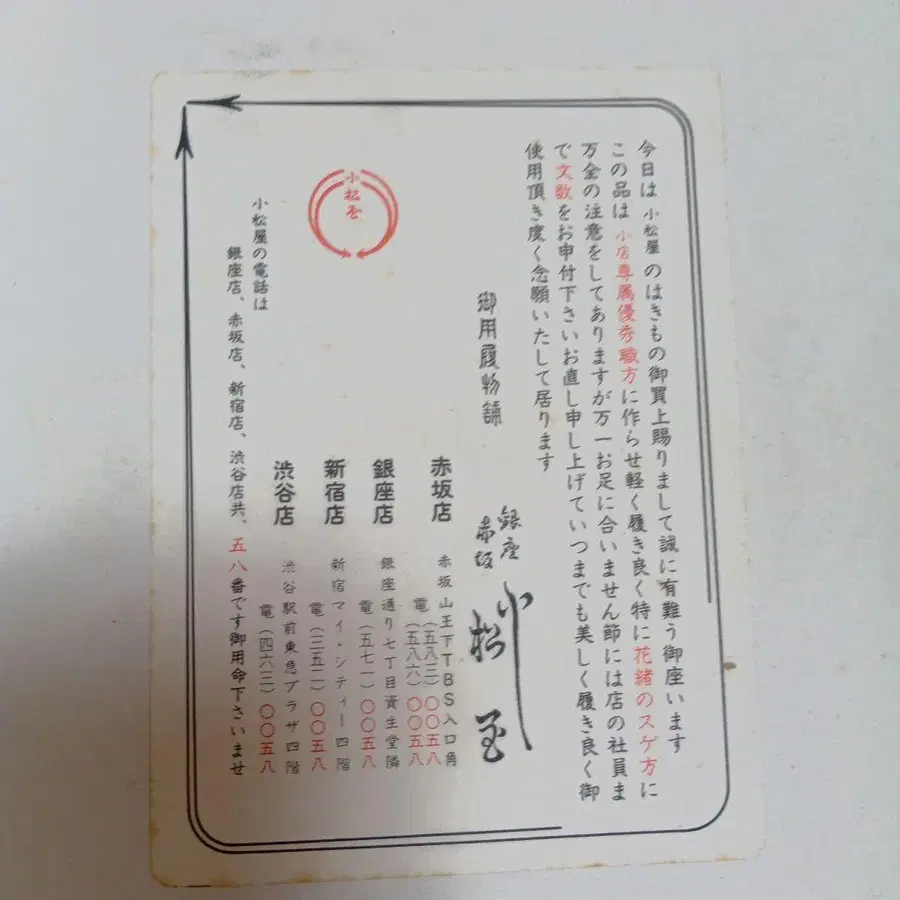 今日は小松屋のはきもの御買上賜りまして誠に有難う御座います
この品は小店専属優秀職方に作らせ軽く履き良く特に花緒のスゲ方に
万全の注意をしてありますが万一お足に合いません節には店の社員ま
で文数をお申付下さいお直し申し上げていつまでも美しく履き良く御
使用頂き度く念願いたして居ります
御用履物舗
銀座
赤坂
小松屋
赤坂店
赤坂山王下TBS入口角
電(五八三)〇〇五八
(五八六)〇〇五八
銀座店
銀座通り七丁目資生堂隣
電(五七一)〇〇五八
新宿店
新宿マイ・シティー四階
電(三五二)〇〇五八
渋谷店
渋谷駅前東急プラザ四階
電(四六三)〇〇五八
小松屋
小松屋の電話は
銀座店、赤坂店、新宿店、渋谷店共、五八番です御用命下さいませ